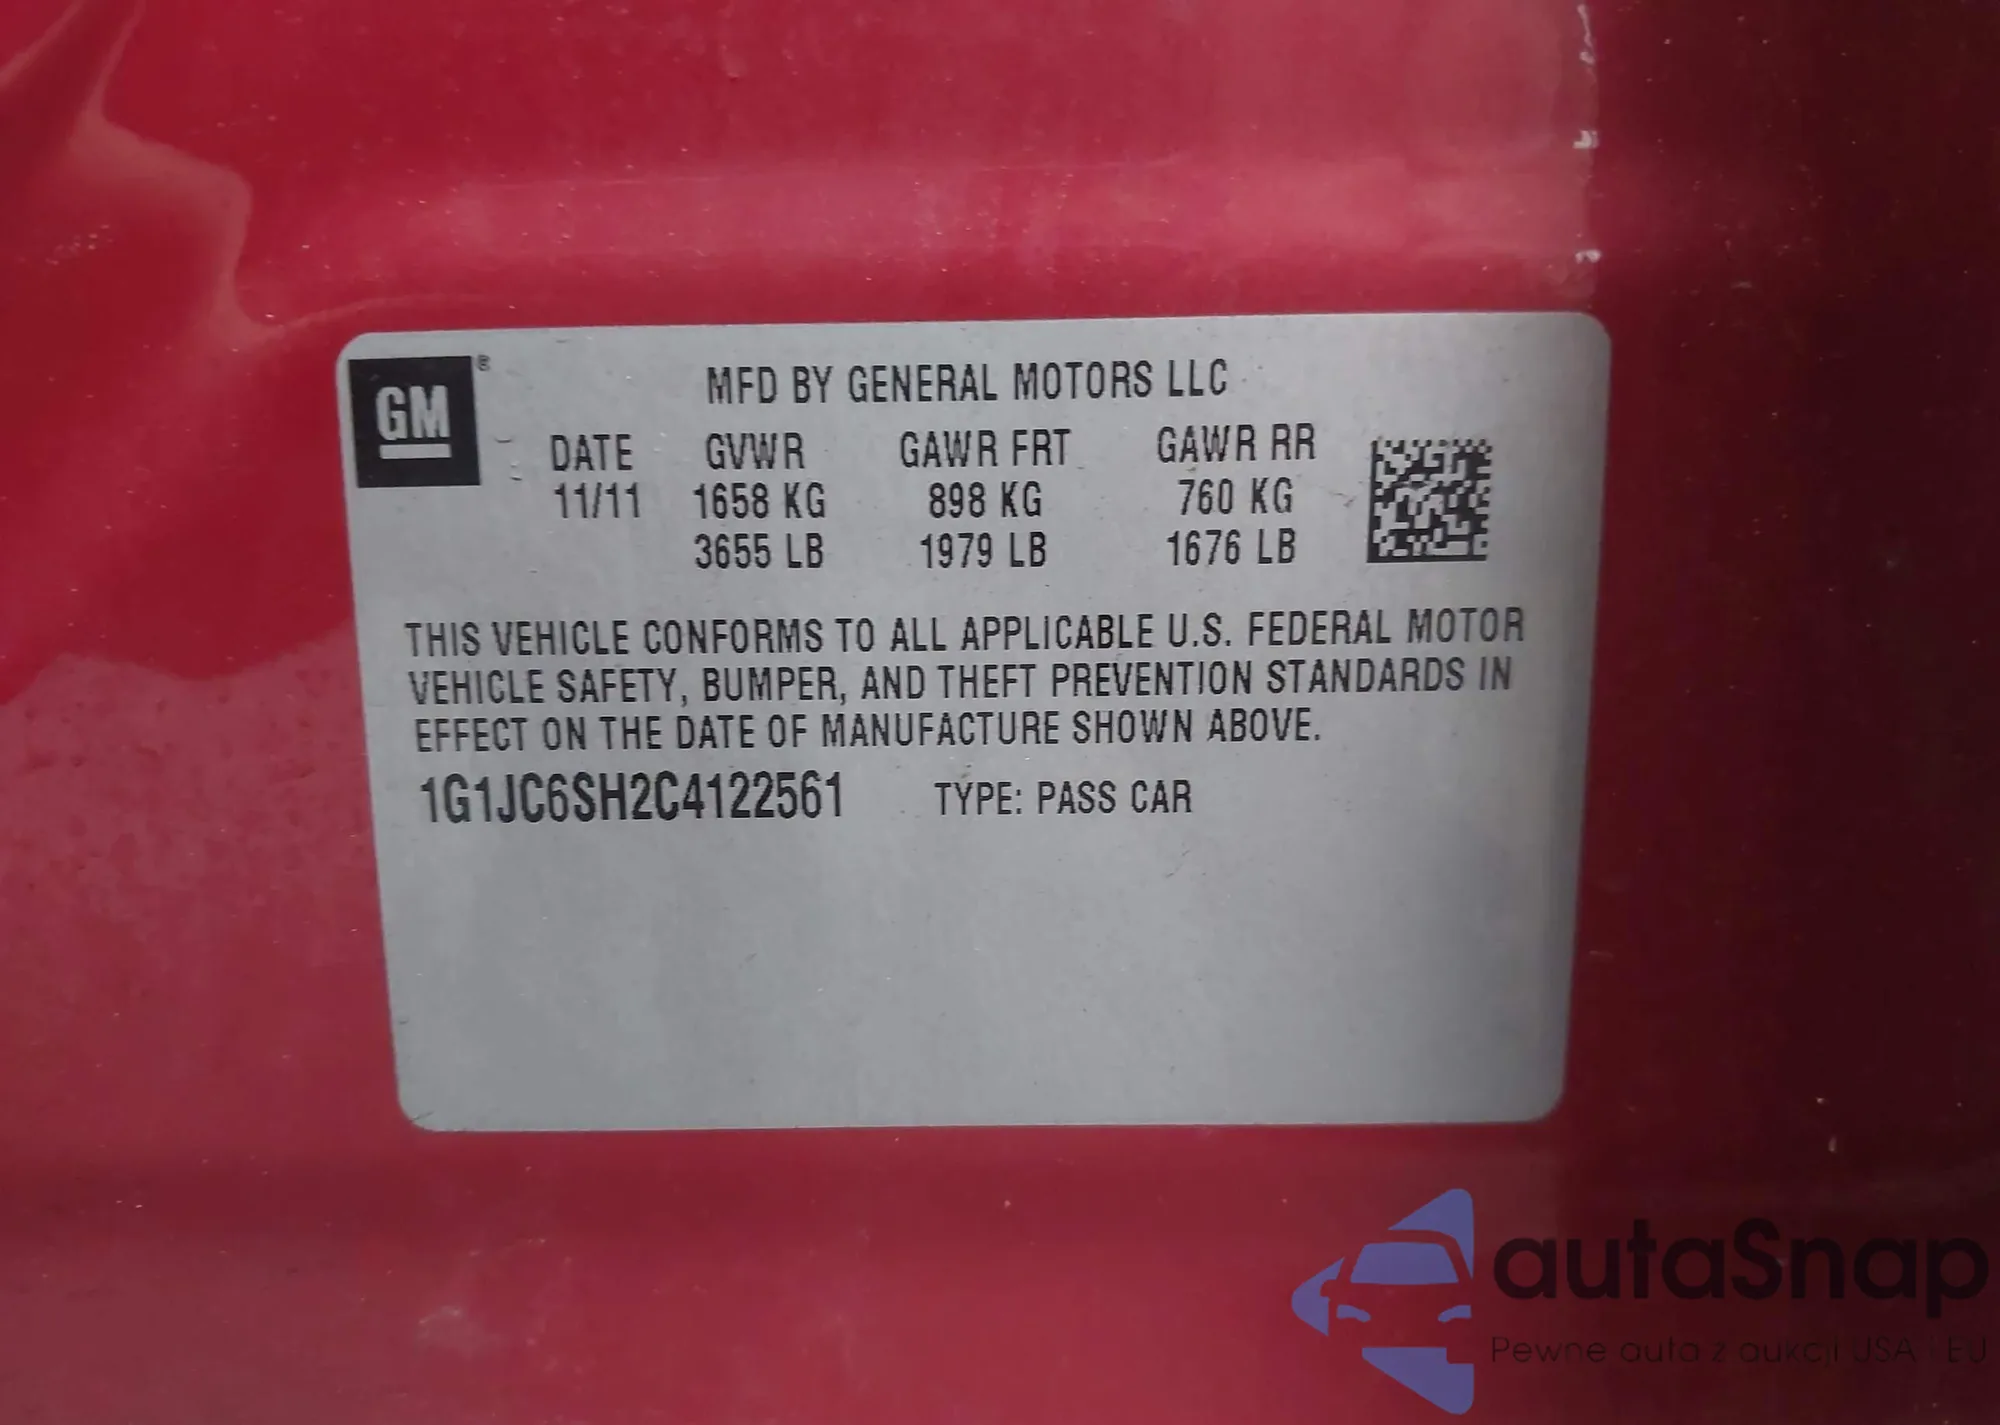 GM®
MFD BY GENERAL MOTORS LLC
DATE GVWR GAWR FRT GAWR RR
11/11 1658 KG 898 KG 760 KG
3655 LB 1979 LB 1676 LB
THIS VEHICLE CONFORMS TO ALL APPLICABLE U.S. FEDERAL MOTOR
VEHICLE SAFETY, BUMPER, AND THEFT PREVENTION STANDARDS IN
EFFECT ON THE DATE OF MANUFACTURE SHOWN ABOVE.
1G1JC6SH2C4122561 TYPE: PASS CAR
autaSnap
Pewne auta z aukcji USA i EU